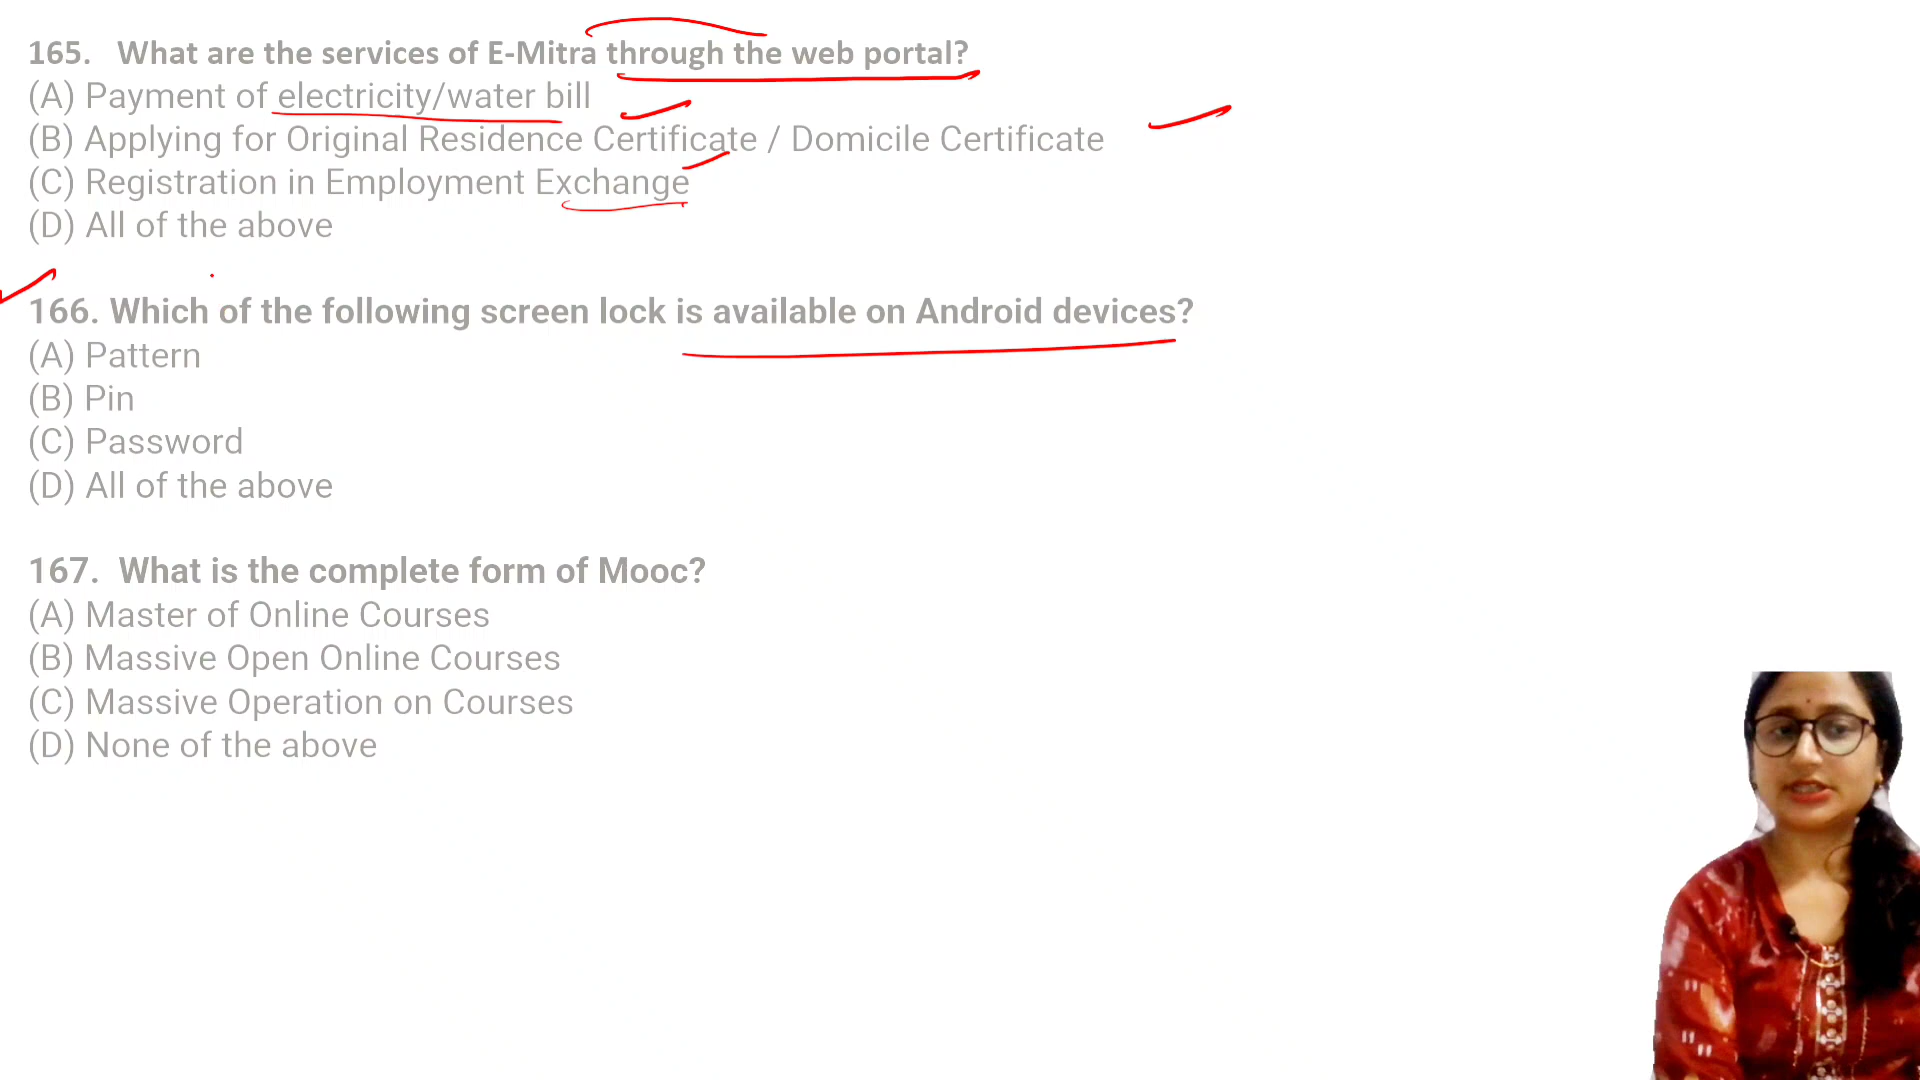 165. What are the services of E-Mitra through the web portal?
(A) Payment of electricity/water bill
(B) Applying for Original Residence Certificate / Domicile Certificate
(C) Registration in Employment Exchange
(D) All of the above
166. Which of the following screen lock is available on Android devices?
(A) Pattern
(B) Pin
(C) Password
(D) All of the above
167. What is the complete form of Mooc?
(A) Master of Online Courses
(B) Massive Open Online Courses
(C) Massive Operation on Courses
(D) None of the above